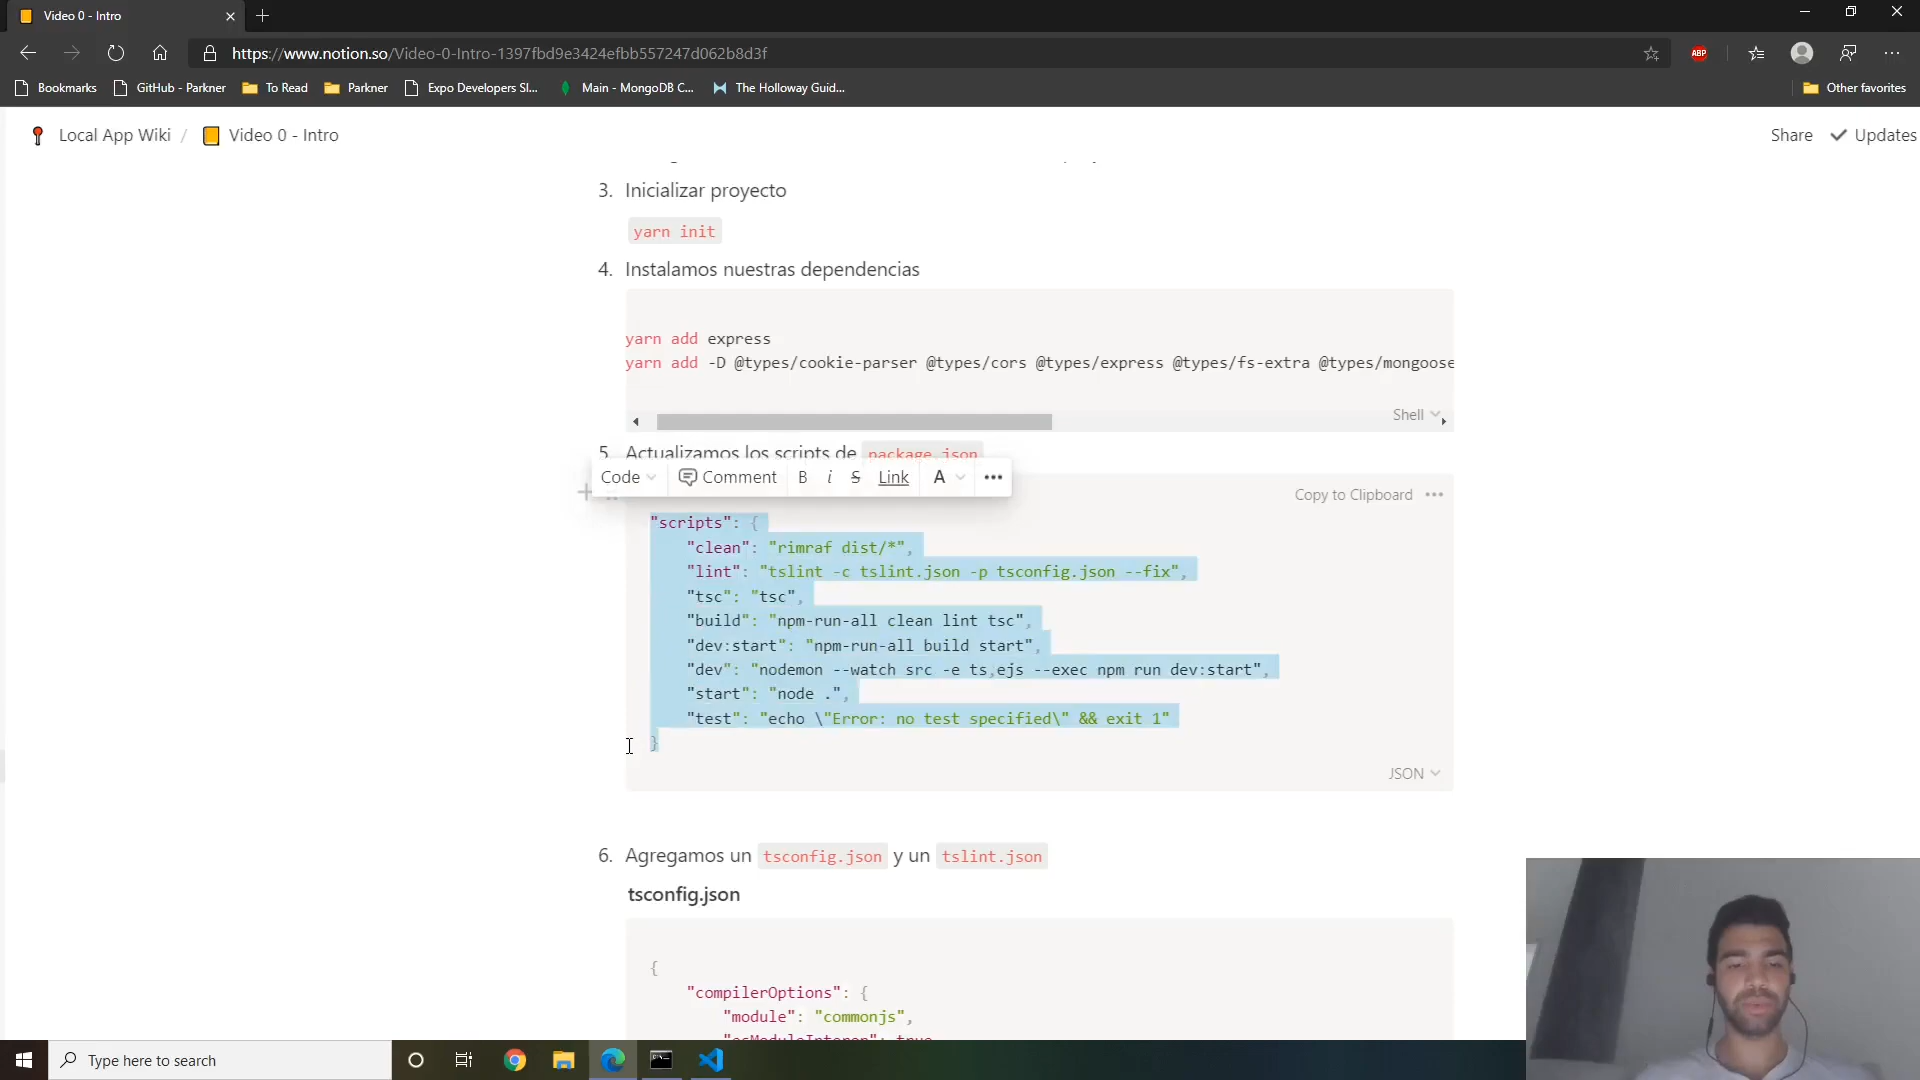 Video 0 - Intro
https://www.notion.so/Video-0-Intro-1397fbd9e3424efbb557247d062b8d3f
ABP
Bookmarks
GitHub - Parkner
To Read
Parkner
Expo Developers Sl...
Main - MongoDB C...
The Holloway Guid...
Other favorites
Local App Wiki / Video 0 - Intro
Share
Updates
3. Inicializar proyecto
yarn init
4. Instalamos nuestras dependencias
yarn add express
yarn add -D @types/cookie-parser @types/cors @types/express @types/fs-extra @types/mongoose
Shell
5. Actualizamos los scripts de package.json
Code
Comment
B i S Link A •••
Copy to Clipboard •••
"scripts": {
"clean": "rimraf dist/*",
"lint": "tslint -c tslint.json -p tsconfig.json --fix",
"tsc": "tsc",
"build": "npm-run-all clean lint tsc",
"dev:start": "npm-run-all build start",
"dev": "nodemon --watch src -e ts,ejs --exec npm run dev:start",
"start": "node .",
"test": "echo \"Error: no test specified\" && exit 1"
}
JSON
6. Agregamos un tsconfig.json y un tslint.json
tsconfig.json
{
"compilerOptions": {
"module": "commonjs",
"esModuleInterop": true
Type here to search